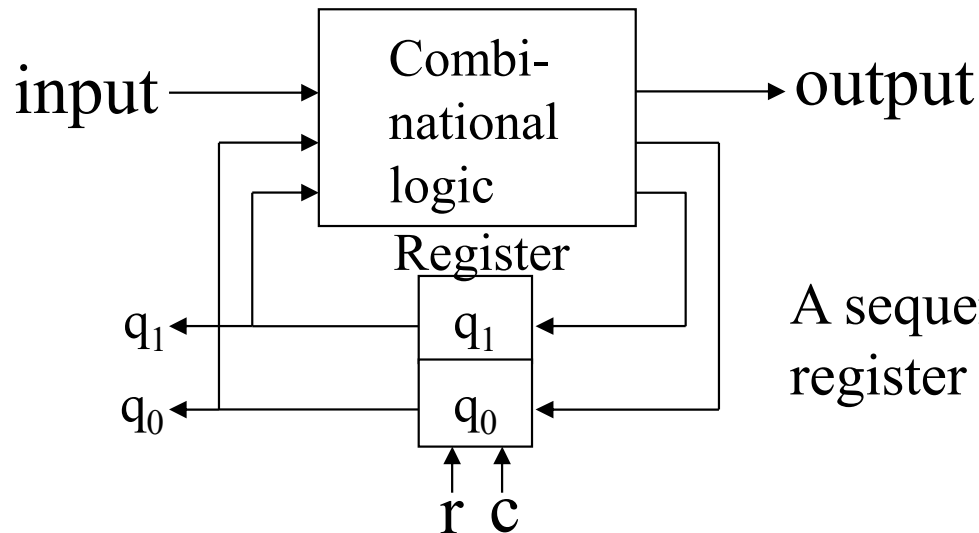 Combi-
national
logic
input
output
Register
q₁
q₁
q₀
q₀
r c
A seque
register